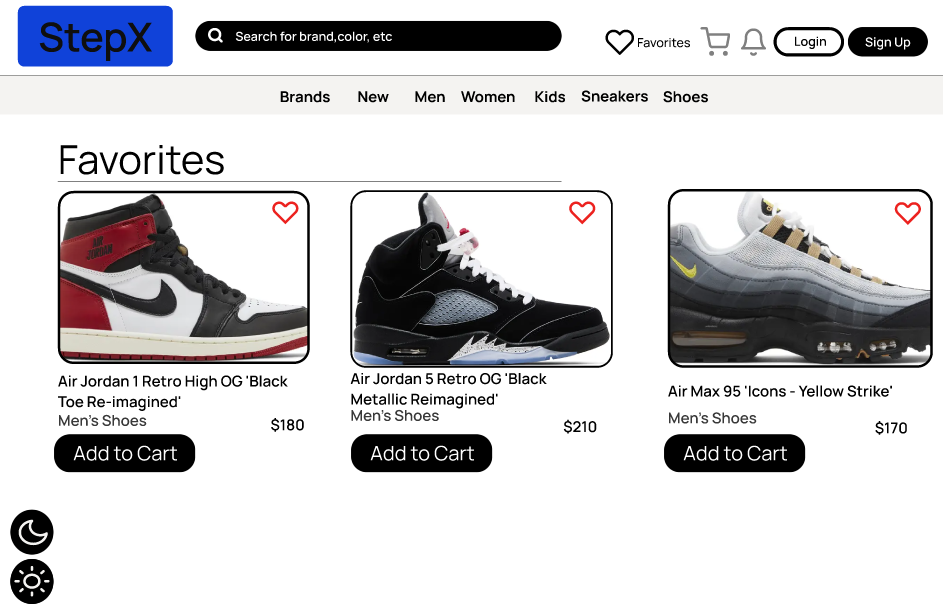 StepX
Search for brand,color, etc
Favorites
Login
Sign Up
Brands New Men Women Kids Sneakers Shoes
Favorites
AIR
JORDAN
Air Jordan 1 Retro High OG 'Black
Toe Re-imagined'
Men's Shoes
$180
Add to Cart
Air Jordan 5 Retro OG 'Black
Metallic Reimagined'
Men's Shoes
$210
Add to Cart
Air Max 95 'Icons - Yellow Strike'
Men's Shoes
$170
Add to Cart